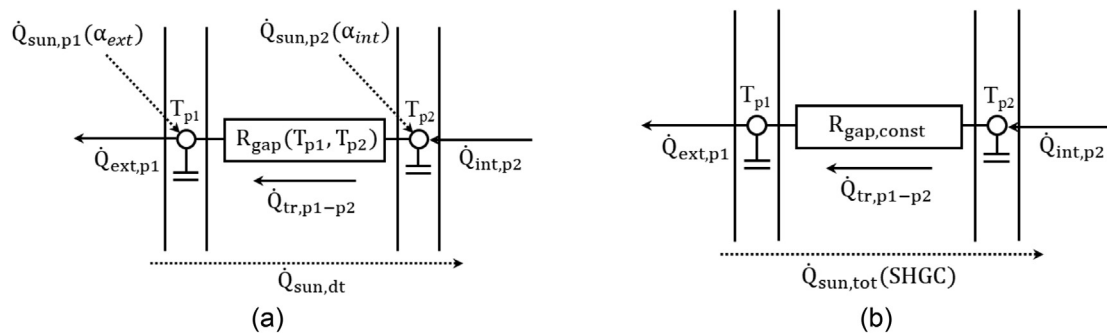 Q̇sun,p1(αext)
Q̇sun,p2(αint)
Tp1
Tp2
Rgap(Tp1, Tp2)
Q̇ext,p1
Q̇int,p2
Q̇tr,p1−p2
Q̇sun,dt
(a)
Tp1
Tp2
Rgap,const
Q̇ext,p1
Q̇int,p2
Q̇tr,p1−p2
Q̇sun,tot(SHGC)
(b)